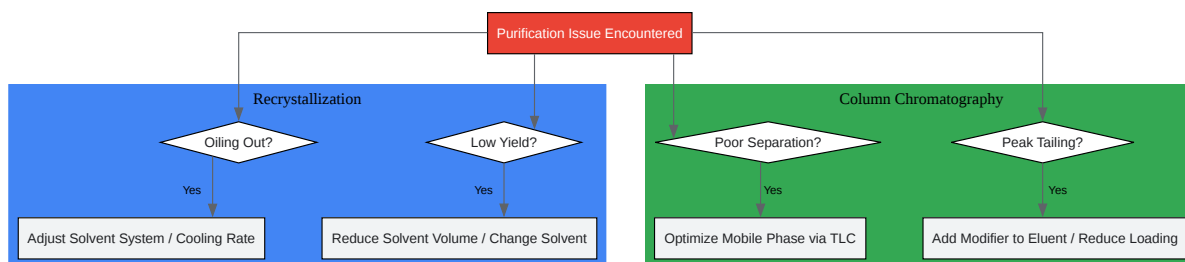 Purification Issue Encountered
Recrystallization
Column Chromatography
Oiling Out?
Low Yield?
Poor Separation?
Peak Tailing?
Yes
Yes
Yes
Yes
Adjust Solvent System / Cooling Rate
Reduce Solvent Volume / Change Solvent
Optimize Mobile Phase via TLC
Add Modifier to Eluent / Reduce Loading